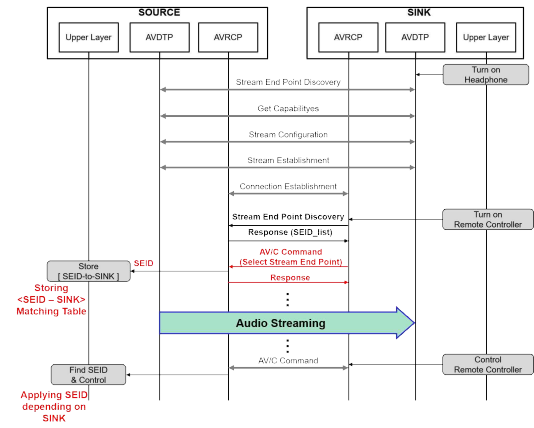 SOURCE
SINK
Upper Layer
AVDTP
AVRCP
AVRCP
AVDTP
Upper Layer
Turn on
Headphone
Stream End Point Discovery
Get Capabilityes
Stream Configuration
Stream Establishment
Connection Establishment
Stream End Point Discovery
Turn on
Remote Controller
Response (SEID_list)
AV/C Command
(Select Stream End Point)
SEID
Store
[ SEID-to-SINK ]
Response
Storing
<SEID – SINK>
Matching Table
Audio Streaming
AV/C Command
Control
Remote Controller
Find SEID
& Control
Applying SEID
depending on
SINK